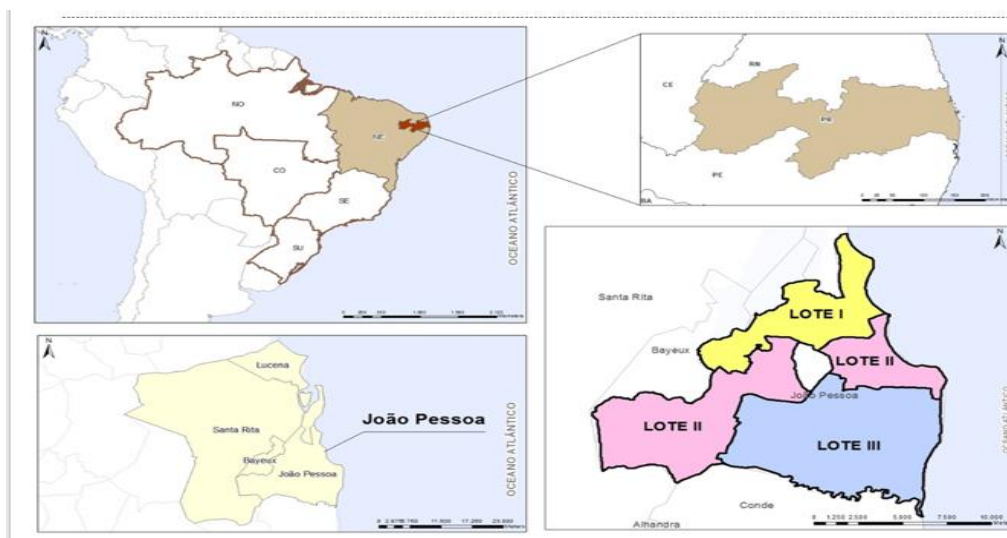 N
NO
NE
CO
SE
SU
OCEANO ATLÂNTICO
N
RN
CE
PB
PE
BA
N
Lucena
Santa Rita
João Pessoa
Bayeux
João Pessoa
OCEANO ATLÂNTICO
N
Santa Rita
LOTE I
Bayeux
LOTE II
João Pessoa
LOTE II
LOTE III
Conde
Alhandra